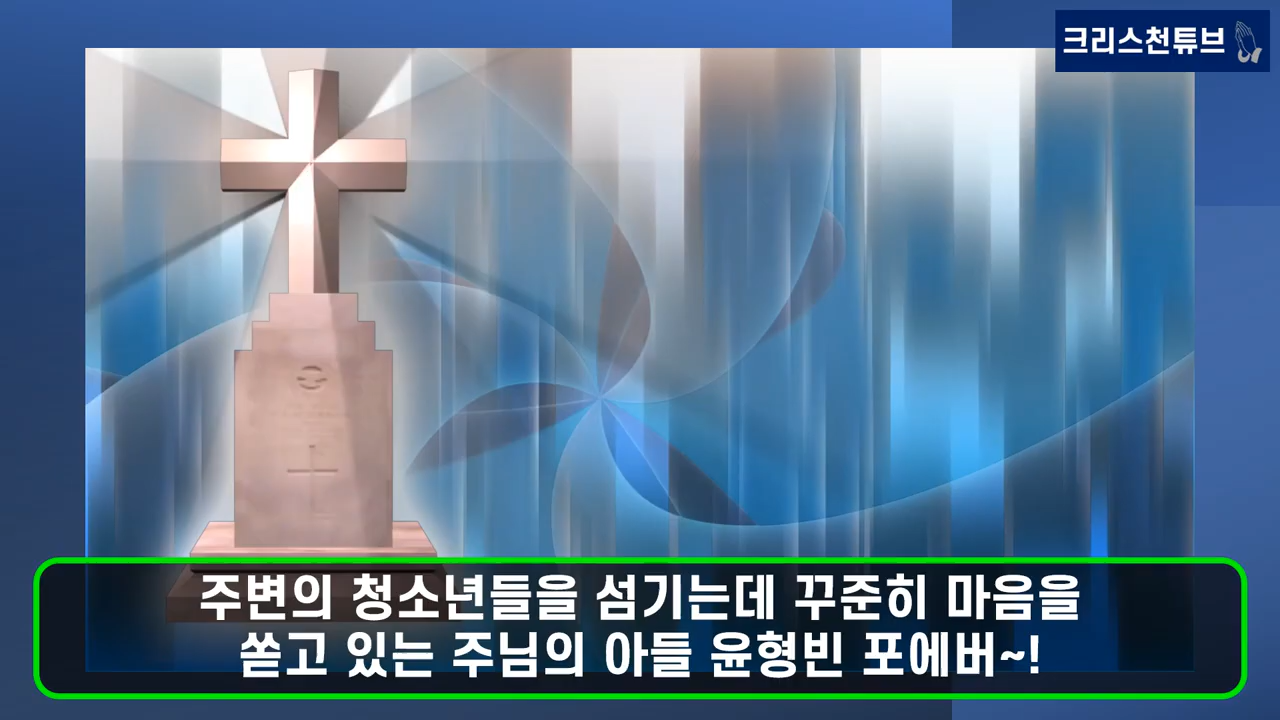 크리스천튜브
주변의 청소년들을 섬기는데 꾸준히 마음을
쏟고 있는 주님의 아들 윤형빈 포에버~!